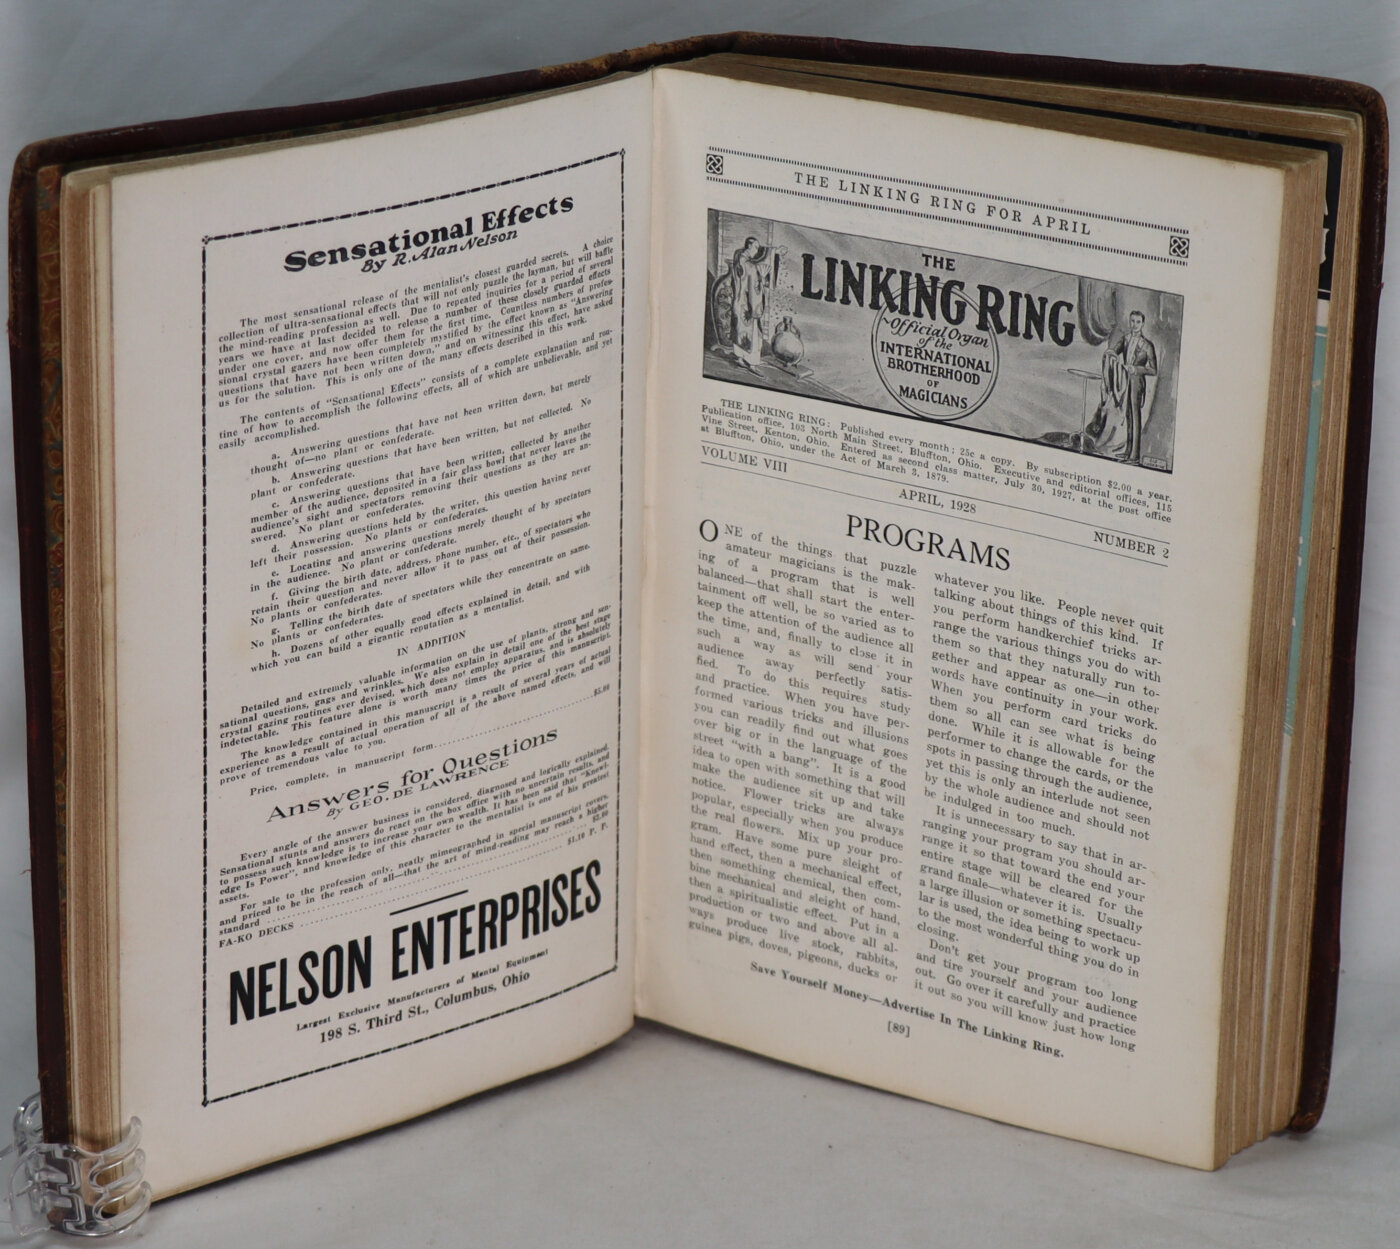 Sensational Effects
By R. Alan Nelson
The most sensational release of the mentalist's closest guarded secrets. A choice
collection of ultra-sensational effects that will not only puzzle the layman, but will baffle
the mind-reading profession as well. Due to repeated inquiries for a period of several
years we have at last decided to release a number of these closely guarded effects
under one cover, and now offer them for the first time. Countless numbers of profes-
sional crystal gazers have been completely mystified by the effect known as "Answering
questions that have not been written down," and on witnessing this effect, have asked
us for the solution. This is only one of the many effects described in this work.
The contents of "Sensational Effects" consists of a complete explanation and rou-
tine of how to accomplish the following effects, all of which are unbelievable, and yet
easily accomplished.
a. Answering questions that have not been written down, but merely
thought of—no plant or confederate.
b. Answering questions that have been written, but not collected. No
plant or confederate.
c. Answering questions that have been written, collected by another
member of the audience, deposited in a fair glass bowl that never leaves the
audience's sight and spectators removing their questions as they are an-
swered. No plant or confederates.
d. Answering questions held by the writer, this question having never
left their possession. No plants or confederates.
e. Locating and answering questions merely thought of by spectators
in the audience. No plant or confederate.
f. Giving the birth date, address, phone number, etc., of spectators who
retain their question and never allow it to pass out of their possession.
No plants or confederates.
g. Telling the birth date of spectators while they concentrate on same.
No plants or confederates.
h. Dozens of other equally good effects explained in detail, and with
which you can build a gigantic reputation as a mentalist.
IN ADDITION
Detailed and extremely valuable information on the use of plants, strong and sen-
sational questions, gags and wrinkles. We also explain in detail one of the best stage
crystal gazing routines ever devised, which does not employ apparatus, and is absolutely
indetectable. This feature alone is worth many times the price of this manuscript.
The knowledge contained in this manuscript is a result of several years of actual
experience as a result of actual operation of all of the above named effects, and will
prove of tremendous value to you.
Price, complete, in manuscript form $5.00
Answers for Questions
By GEO. DE LAWRENCE
Every angle of the answer business is considered, diagnosed and logically explained.
Sensational stunts and answers do react on the box office with no uncertain results, and
to possess such knowledge is to increase your own wealth. It has been said that "Knowl-
edge Is Power", and knowledge of this character to the mentalist is one of his greatest
assets.
For sale to the profession only, neatly mimeographed in special manuscript covers,
and priced to be in the reach of all—that the art of mind-reading may reach a higher
standard $2.00
FA-KO DECKS $1.10 P. P.
NELSON ENTERPRISES
Largest Exclusive Manufacturers of Mental Equipment
198 S. Third St., Columbus, Ohio
THE LINKING RING FOR APRIL
THE
LINKING RING
Official Organ
of the
INTERNATIONAL
BROTHERHOOD
OF
MAGICIANS
THE LINKING RING: Published every month; 25c a copy. By subscription $2.00 a year.
Publication office, 103 North Main Street, Bluffton, Ohio. Executive and editorial offices, 115
Vine Street, Kenton, Ohio. Entered as second class matter, July 30, 1927, at the post office
at Bluffton, Ohio, under the Act of March 3, 1879.
VOLUME VIII APRIL, 1928 NUMBER 2
PROGRAMS
ONE of the things that puzzle
amateur magicians is the mak-
ing of a program that is well
balanced—that shall start the enter-
tainment off well, be so varied as to
keep the attention of the audience all
the time, and, finally to close it in
such a way as will send your
audience away perfectly satis-
fied. To do this requires study
and practice. When you have per-
formed various tricks and illusions
you can readily find out what goes
over big or in the language of the
street "with a bang". It is a good
idea to open with something that will
make the audience sit up and take
notice. Flower tricks are always
popular, especially when you produce
the real flowers. Mix up your pro-
gram. Have some pure sleight of
hand effect, then a mechanical effect,
then something chemical, then com-
bine mechanical and sleight of hand,
then a spiritualistic effect. Put in a
production or two and above all al-
ways produce live stock, rabbits,
guinea pigs, doves, pigeons, ducks or
whatever you like. People never quit
talking about things of this kind. If
you perform handkerchief tricks ar-
range the various things you do with
them so that they naturally run to-
gether and appear as one—in other
words have continuity in your work.
When you perform card tricks do
them so all can see what is being
done. While it is allowable for the
performer to change the cards, or the
spots in passing through the audience,
yet this is only an interlude not seen
by the whole audience and should not
be indulged in too much.
It is unnecessary to say that in ar-
ranging your program you should ar-
range it so that toward the end your
entire stage will be cleared for the
grand finale—whatever it is. Usually
a large illusion or something spectacu-
lar is used, the idea being to work up
to the most wonderful thing you do in
closing.
Don't get your program too long
and tire yourself and your audience
out. Go over it carefully and practice
it out so you will know just how long
Save Yourself Money—Advertise In The Linking Ring.
[89]